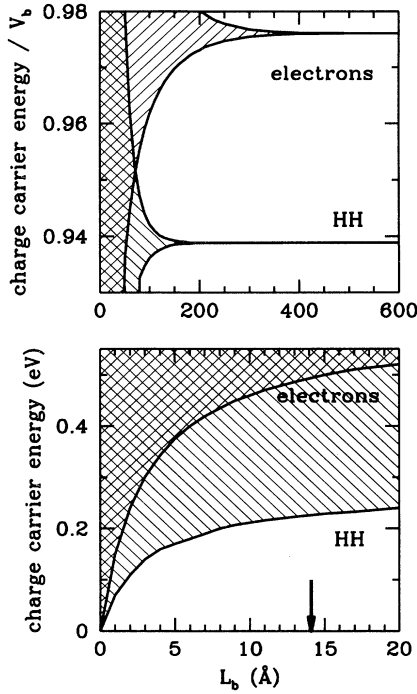 charge carrier energy / V_b
0.98
0.96
0.94
electrons
HH
0 200 400 600
charge carrier energy (eV)
0.4
0.2
0
electrons
HH
0 5 10 15 20
L_b (Å)